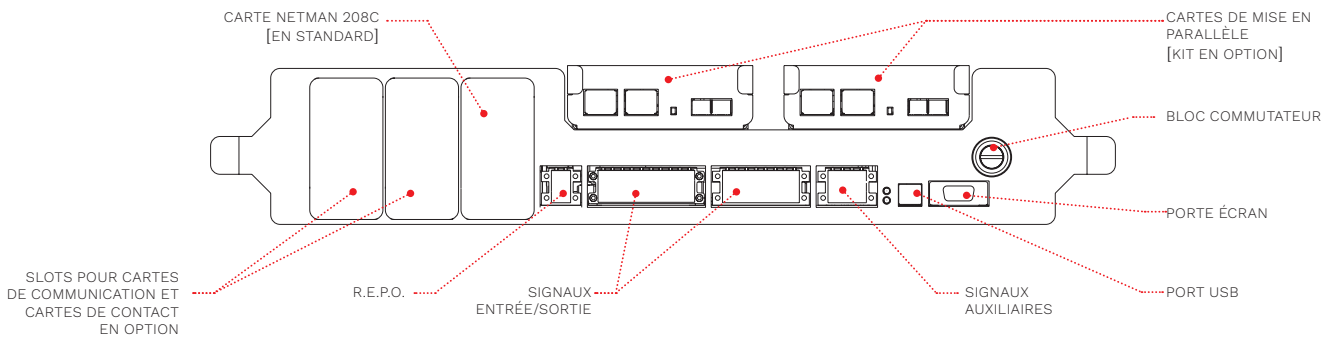 CARTE NETMAN 208C
[EN STANDARD]
CARTES DE MISE EN
PARALLÈLE
[KIT EN OPTION]
BLOC COMMUTATEUR
PORTE ÉCRAN
SLOTS POUR CARTES
DE COMMUNICATION ET
CARTES DE CONTACT
EN OPTION
R.E.P.O.
SIGNAUX
ENTRÉE/SORTIE
SIGNAUX
AUXILIAIRES
PORT USB